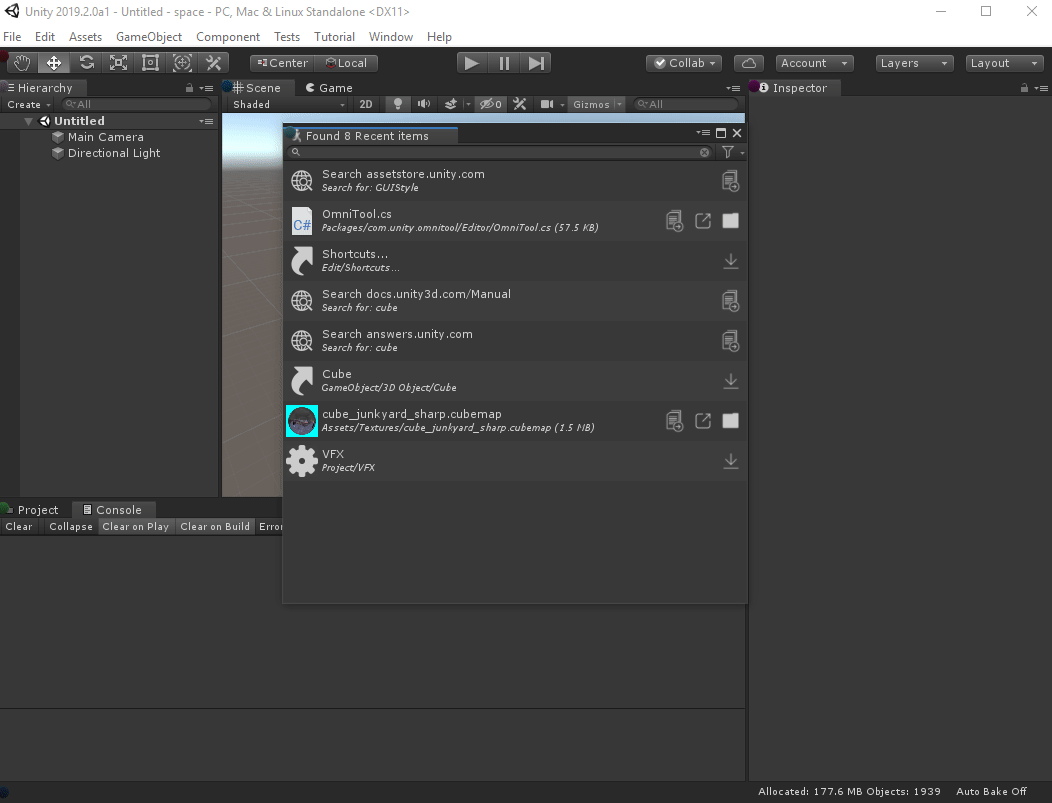 Unity 2019.2.0a1 - Untitled - space - PC, Mac & Linux Standalone <DX11>
File Edit Assets GameObject Component Tests Tutorial Window Help
Center Local Collab Account Layers Layout
Hierarchy Scene Game Inspector
Create All Shaded 2D 0 Gizmos All
Untitled
Main Camera
Directional Light
Found 8 Recent items
Search assetstore.unity.com
Search for: GUIStyle
OmniTool.cs
C#
Packages/com.unity.omnitool/Editor/OmniTool.cs (57.5 KB)
Shortcuts...
Edit/Shortcuts...
Search docs.unity3d.com/Manual
Search for: cube
Search answers.unity.com
Search for: cube
Cube
GameObject/3D Object/Cube
cube_junkyard_sharp.cubemap
Assets/Textures/cube_junkyard_sharp.cubemap (1.5 MB)
VFX
Project/VFX
Project Console
Clear Collapse Clear on Play Clear on Build Error
Allocated: 177.6 MB Objects: 1939 Auto Bake Off